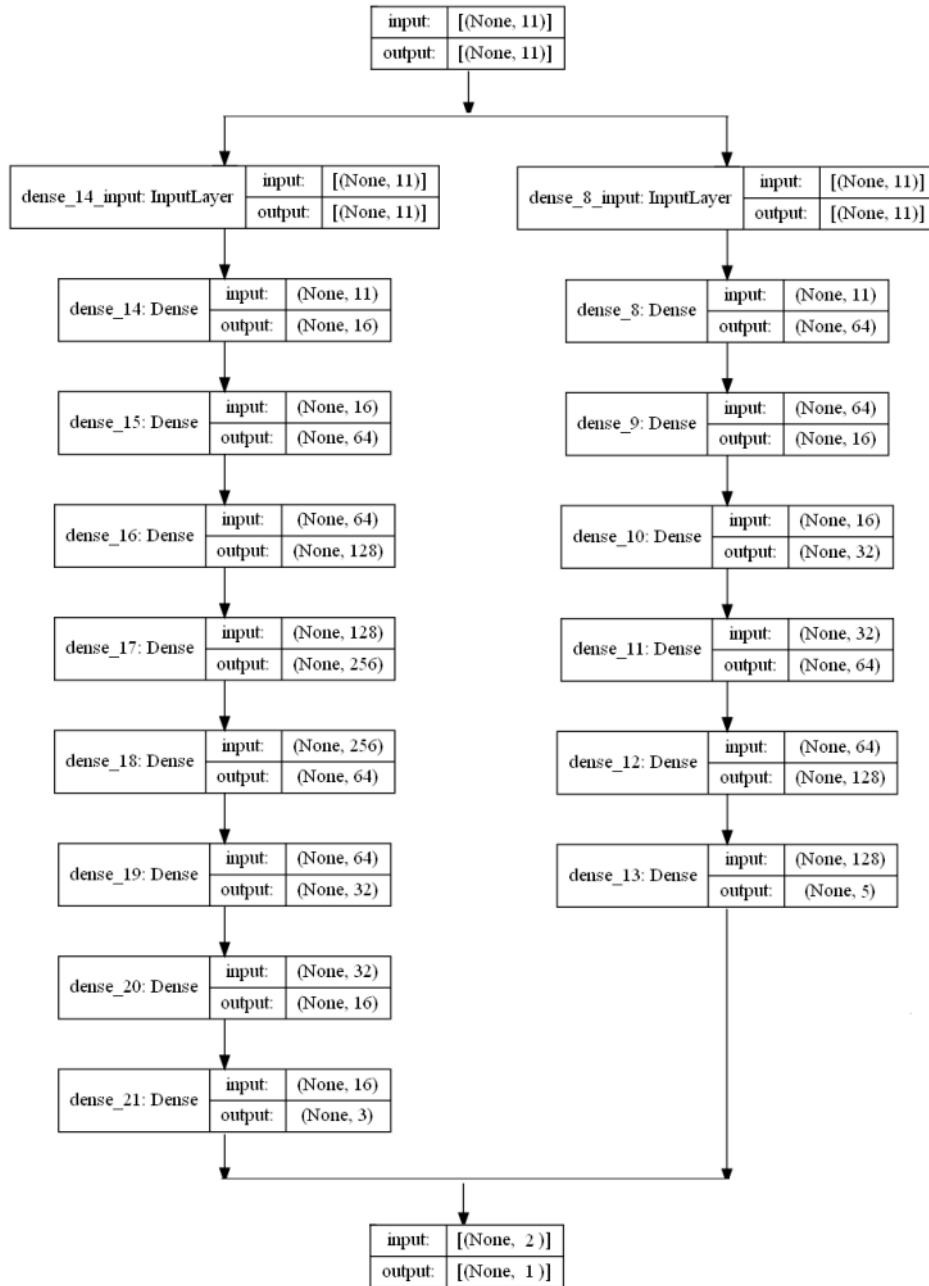 input: [(None, 11)]
output: [(None, 11)]
dense_14_input: InputLayer input: [(None, 11)]
output: [(None, 11)]
dense_8_input: InputLayer input: [(None, 11)]
output: [(None, 11)]
dense_14: Dense input: (None, 11)
output: (None, 16)
dense_8: Dense input: (None, 11)
output: (None, 64)
dense_15: Dense input: (None, 16)
output: (None, 64)
dense_9: Dense input: (None, 64)
output: (None, 16)
dense_16: Dense input: (None, 64)
output: (None, 128)
dense_10: Dense input: (None, 16)
output: (None, 32)
dense_17: Dense input: (None, 128)
output: (None, 256)
dense_11: Dense input: (None, 32)
output: (None, 64)
dense_18: Dense input: (None, 256)
output: (None, 64)
dense_12: Dense input: (None, 64)
output: (None, 128)
dense_19: Dense input: (None, 64)
output: (None, 32)
dense_13: Dense input: (None, 128)
output: (None, 5)
dense_20: Dense input: (None, 32)
output: (None, 16)
dense_21: Dense input: (None, 16)
output: (None, 3)
input: [(None, 2 )]
output: [(None, 1 )]